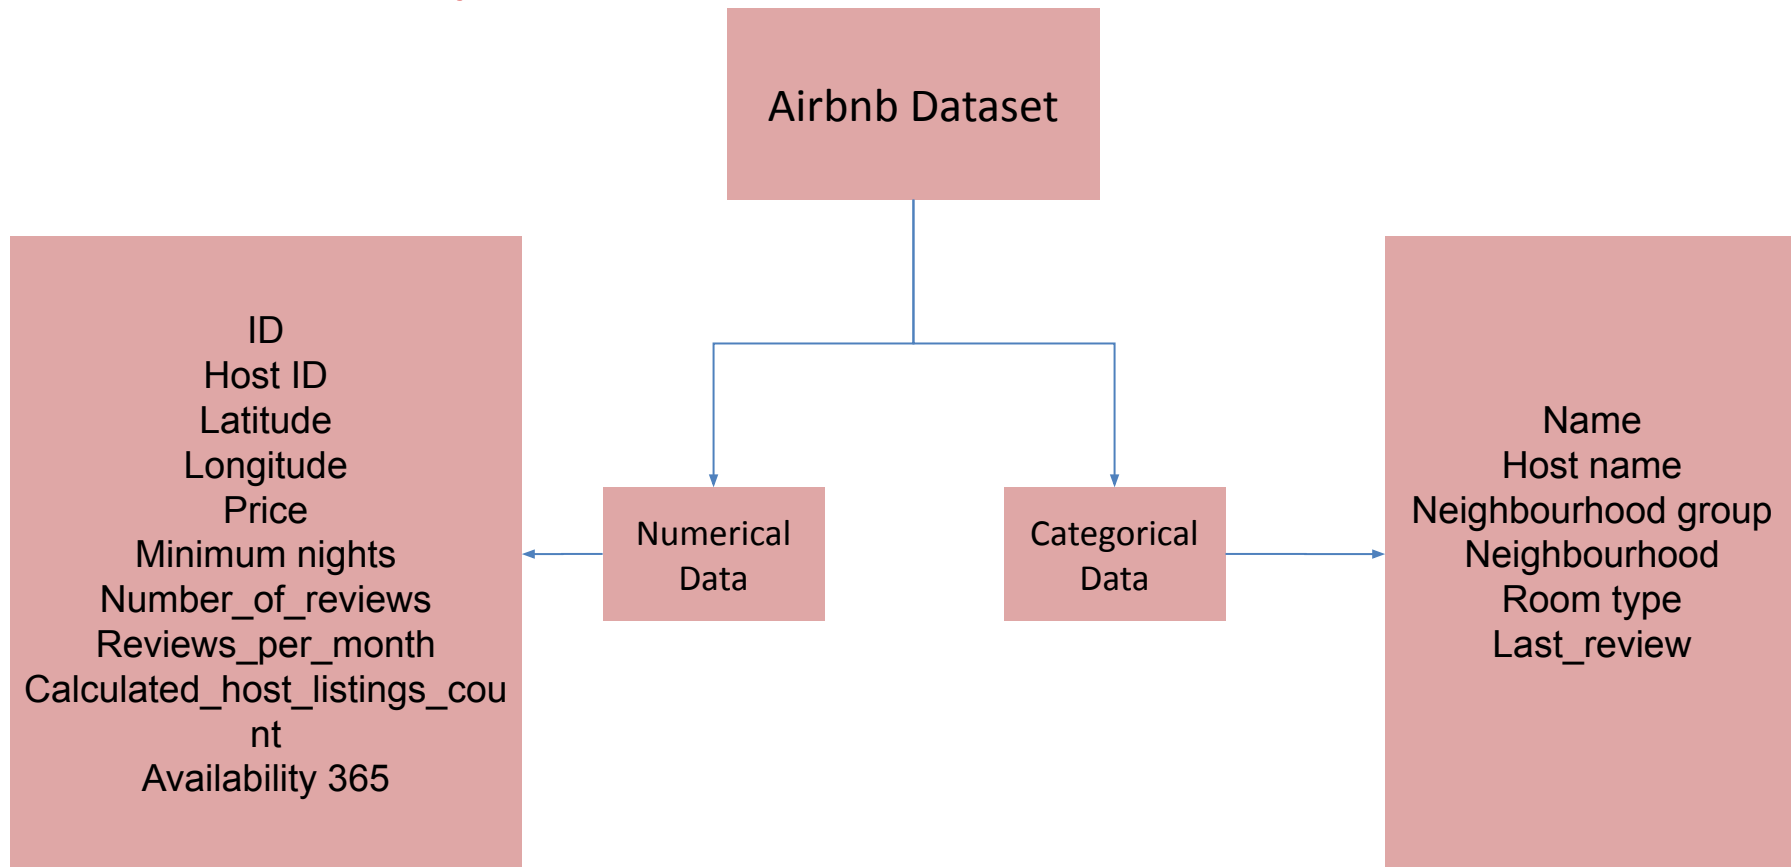 Airbnb Dataset
ID
Host ID
Latitude
Longitude
Price
Minimum nights
Number_of_reviews
Reviews_per_month
Calculated_host_listings_cou
nt
Availability 365
Numerical
Data
Categorical
Data
Name
Host name
Neighbourhood group
Neighbourhood
Room type
Last_review